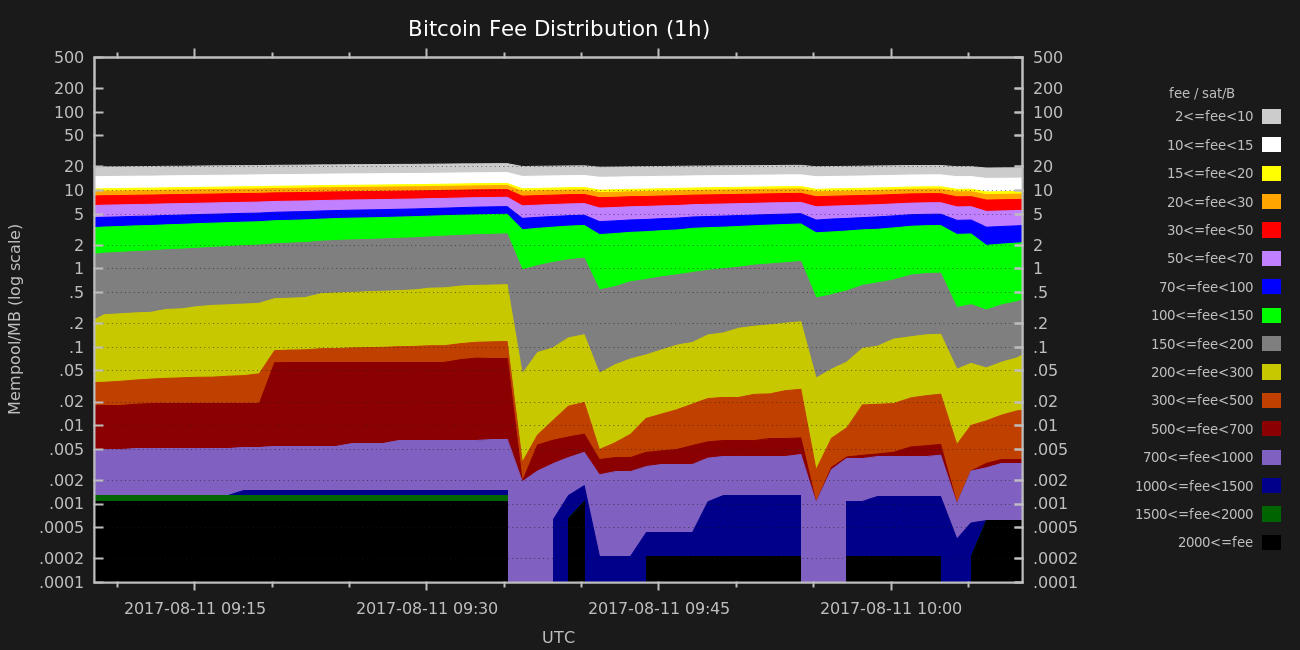 Bitcoin Fee Distribution (1h)
500 500
200 200
100 100
50 50
20 20
10 10
5 5
2 2
1 1
.5 .5
.2 .2
.1 .1
.05 .05
.02 .02
.01 .01
.005 .005
.002 .002
.001 .001
.0005 .0005
.0002 .0002
.0001 .0001
Mempool/MB (log scale)
2017-08-11 09:15 2017-08-11 09:30 2017-08-11 09:45 2017-08-11 10:00
UTC
fee / sat/B
2<=fee<10
10<=fee<15
15<=fee<20
20<=fee<30
30<=fee<50
50<=fee<70
70<=fee<100
100<=fee<150
150<=fee<200
200<=fee<300
300<=fee<500
500<=fee<700
700<=fee<1000
1000<=fee<1500
1500<=fee<2000
2000<=fee